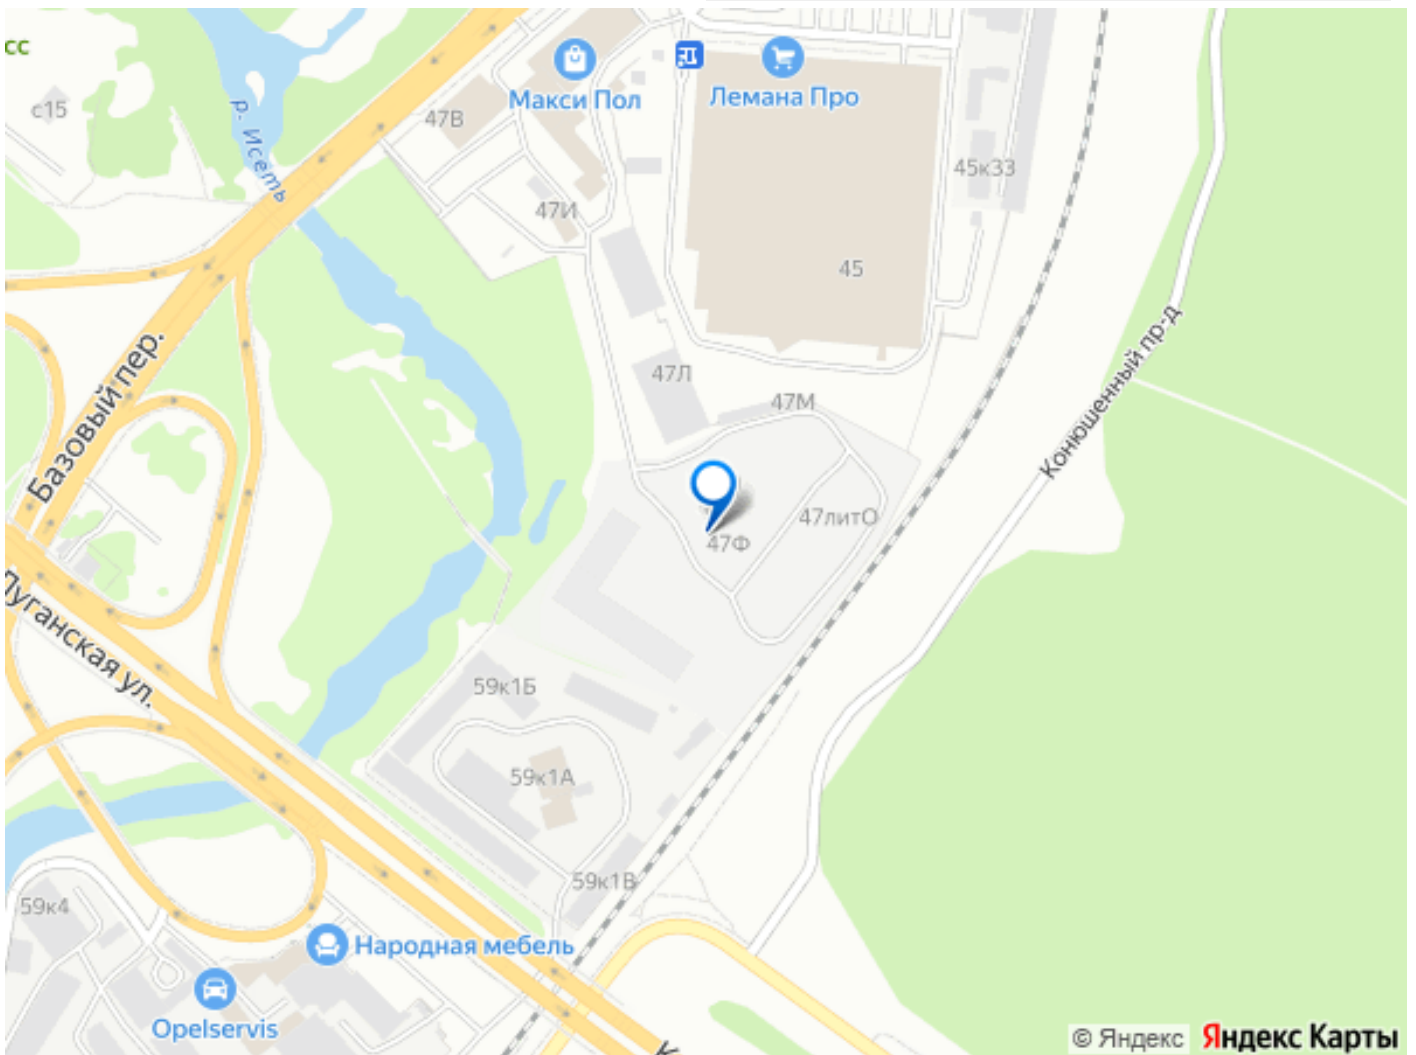 сс
с15
р. Исеть
47В
Макси Пол
Лемана Про
45к33
47И
45
Базовый пер.
47Л
47М
Конюшенный пр-д
47литО
47Ф
Луганская ул.
59к1Б
59к1А
59к1В
59к4
Народная мебель
Opelservis
© Яндекс
Яндекс Карты